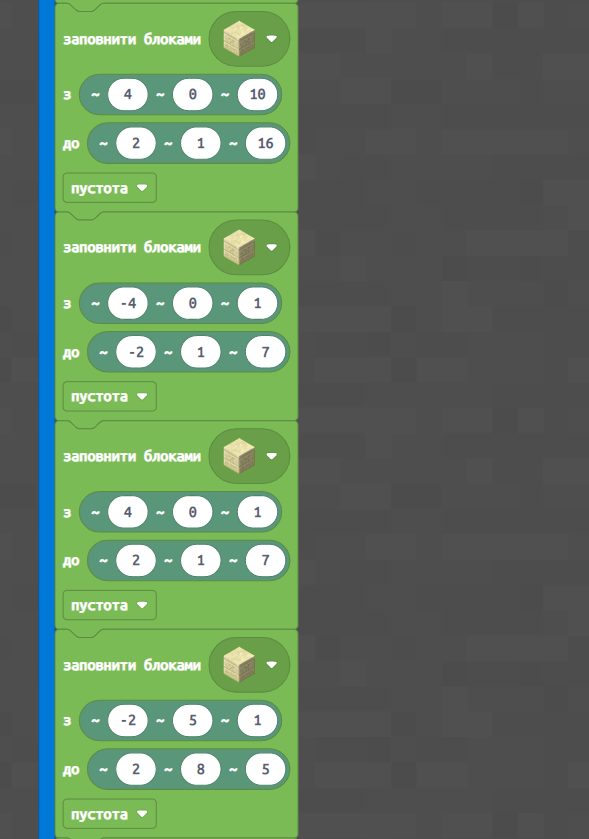 заповнити блоками
з ~ 4 ~ 0 ~ 10
до ~ 2 ~ 1 ~ 16
пустота
заповнити блоками
з ~ -4 ~ 0 ~ 1
до ~ -2 ~ 1 ~ 7
пустота
заповнити блоками
з ~ 4 ~ 0 ~ 1
до ~ 2 ~ 1 ~ 7
пустота
заповнити блоками
з ~ -2 ~ 5 ~ 1
до ~ 2 ~ 8 ~ 5
пустота